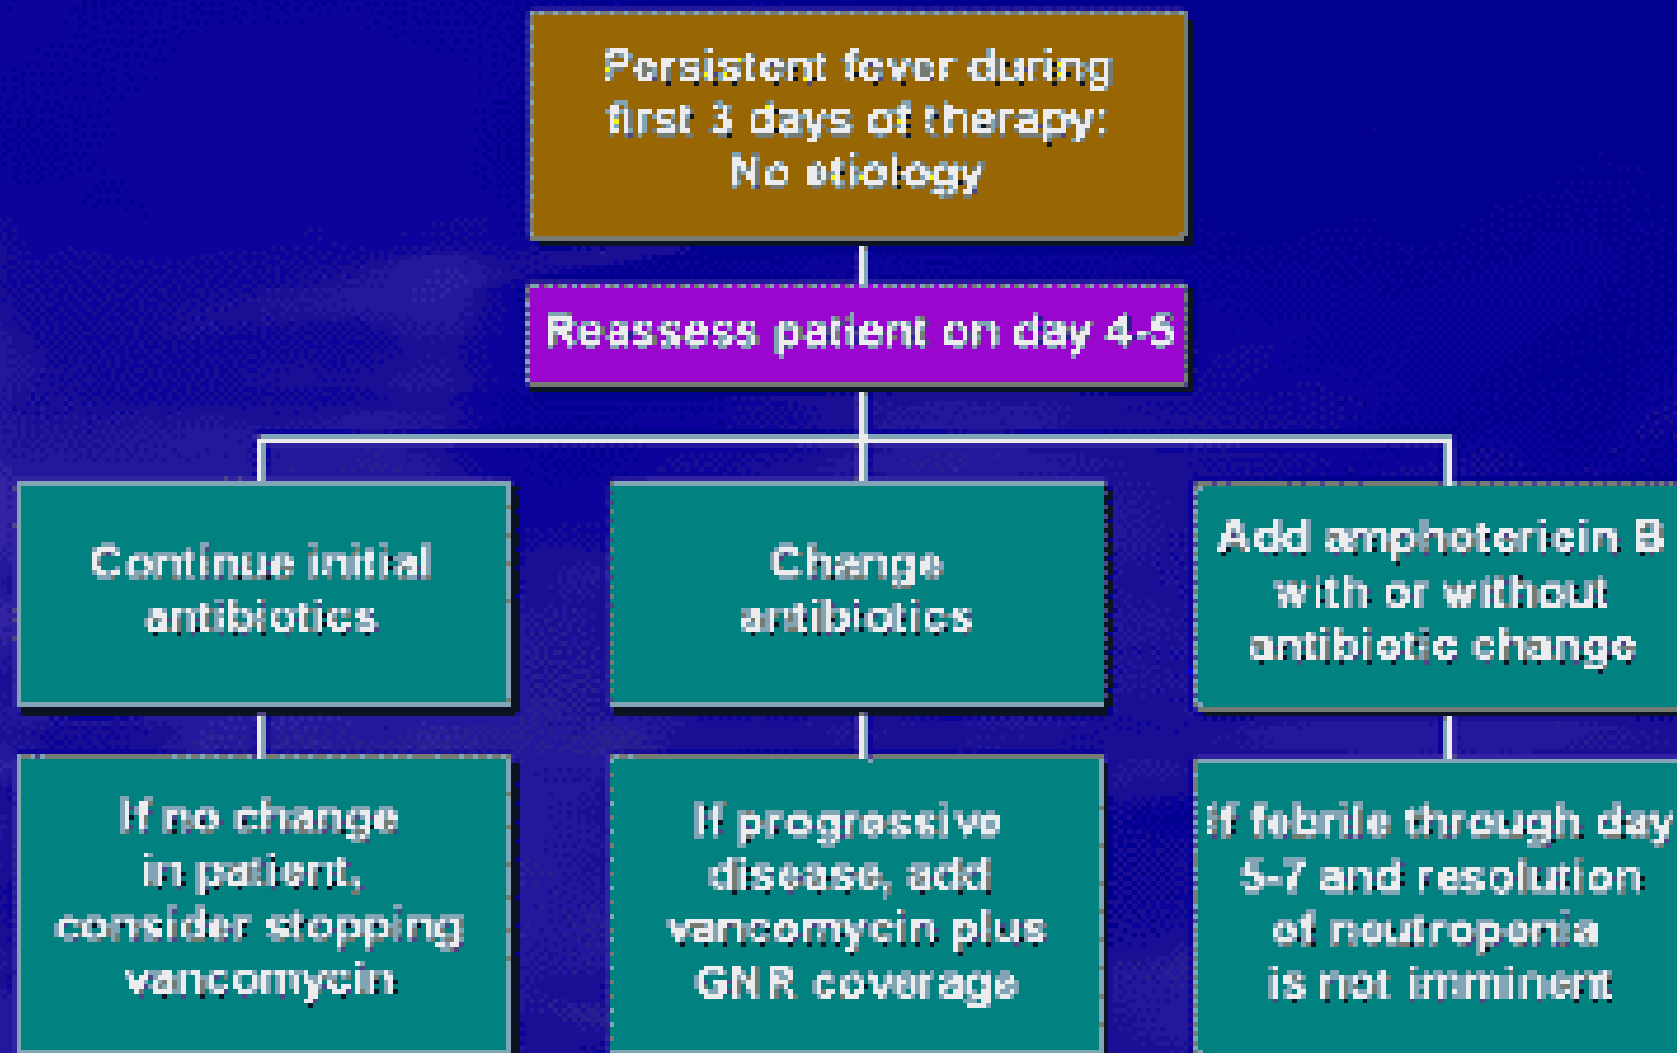 Persistent fever during
first 3 days of therapy:
No etiology
Reassess patient on day 4-5
Continue initial
antibiotics
Change
antibiotics
Add amphotericin B
with or without
antibiotic change
If no change
in patient,
consider stopping
vancomycin
If progressive
disease, add
vancomycin plus
GNR coverage
If febrile through day
5-7 and resolution
of neutropenia
is not imminent